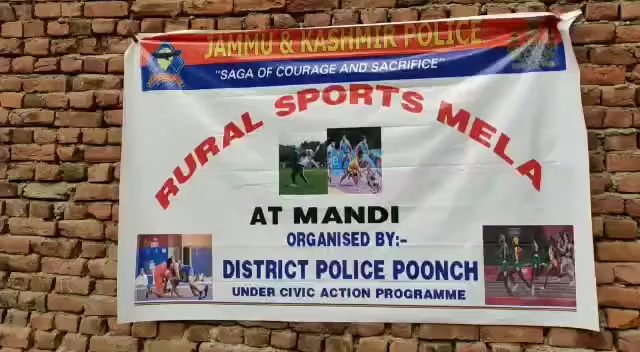 JAMMU & KASHMIR POLICE
"SAGA OF COURAGE AND SACRIFICE"
RURAL SPORTS MELA
AT MANDI
ORGANISED BY:-
DISTRICT POLICE POONCH
UNDER CIVIC ACTION PROGRAMME